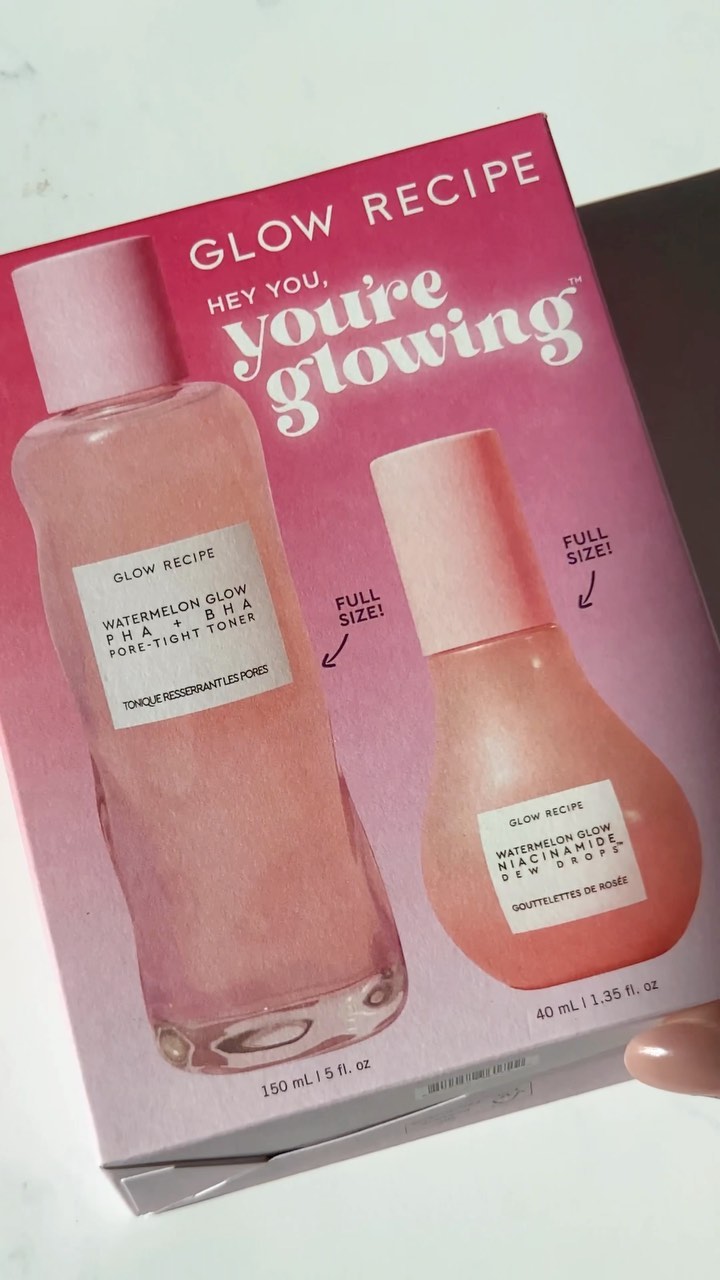 GLOW RECIPE
HEY YOU,
you're
glowing™
FULL
SIZE!
FULL
SIZE!
GLOW RECIPE
WATERMELON GLOW
PHA + BHA
PORE-TIGHT TONER
TONIQUE RESSERRANT LES PORES
GLOW RECIPE
WATERMELON GLOW
NIACINAMIDE
DEW DROPS™
GOUTTELETTES DE ROSÉE
40 mL | 1.35 fl. oz
150 mL | 5 fl. oz